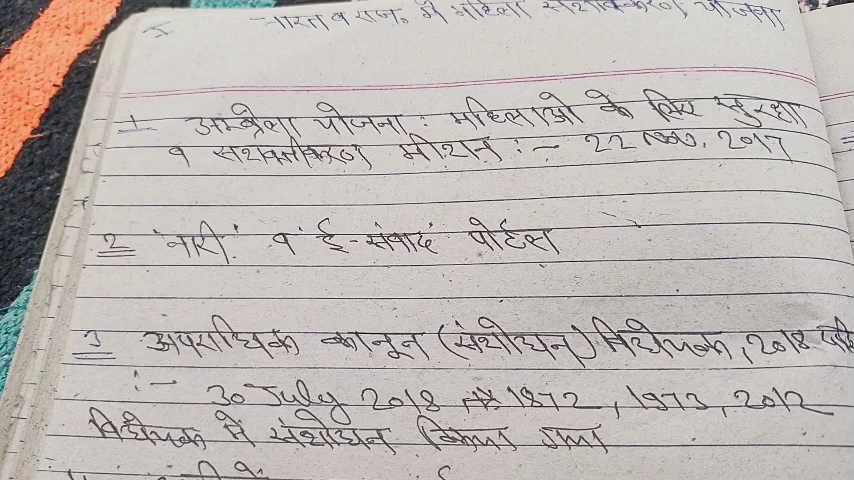 भारत व राज. में महिला सशक्तिकरण योजना
1 अम्ब्रेला योजना : महिलाओ के लिए सुरक्षा
व सशक्तीकरण मीशन :- 22 नव. 2017
2 'नारी' व 'ई-संवाद' पोर्टल
3 अपराधिक कानून (संशोधन) विधेयक, 2018
:- 30 July 2018 1872, 1973, 2012
विधेयक में संशोधन किया गया